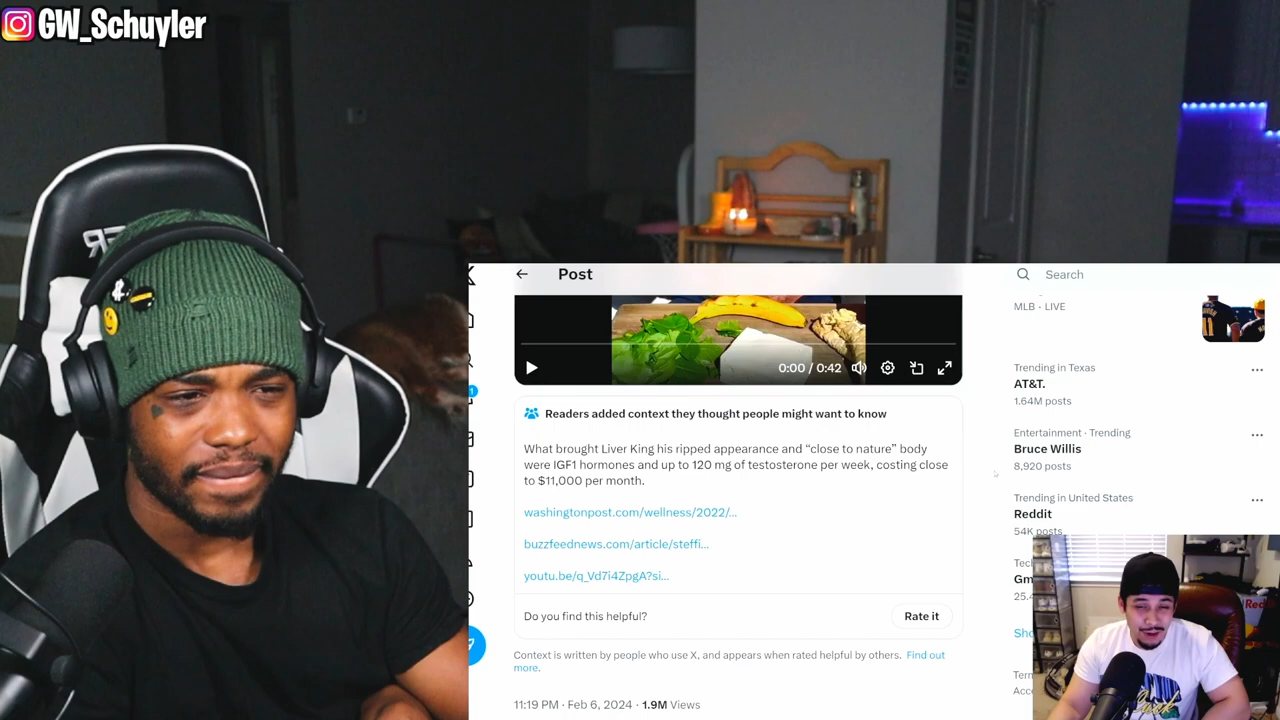 GW_Schuyler
Post
Search
MLB · LIVE
0:00 / 0:42
Trending in Texas
AT&T.
1.64M posts
Readers added context they thought people might want to know
What brought Liver King his ripped appearance and “close to nature” body
were IGF1 hormones and up to 120 mg of testosterone per week, costing close
to $11,000 per month.
washingtonpost.com/wellness/2022/...
buzzfeednews.com/article/steffi...
youtu.be/q_Vd7i4ZpgA?si...
Do you find this helpful?
Rate it
Context is written by people who use X, and appears when rated helpful by others. Find out
more.
11:19 PM · Feb 6, 2024 · 1.9M Views
Entertainment · Trending
Bruce Willis
8,920 posts
Trending in United States
Reddit
54K posts
Tec
Gm
25.
Sho
Term
Acce